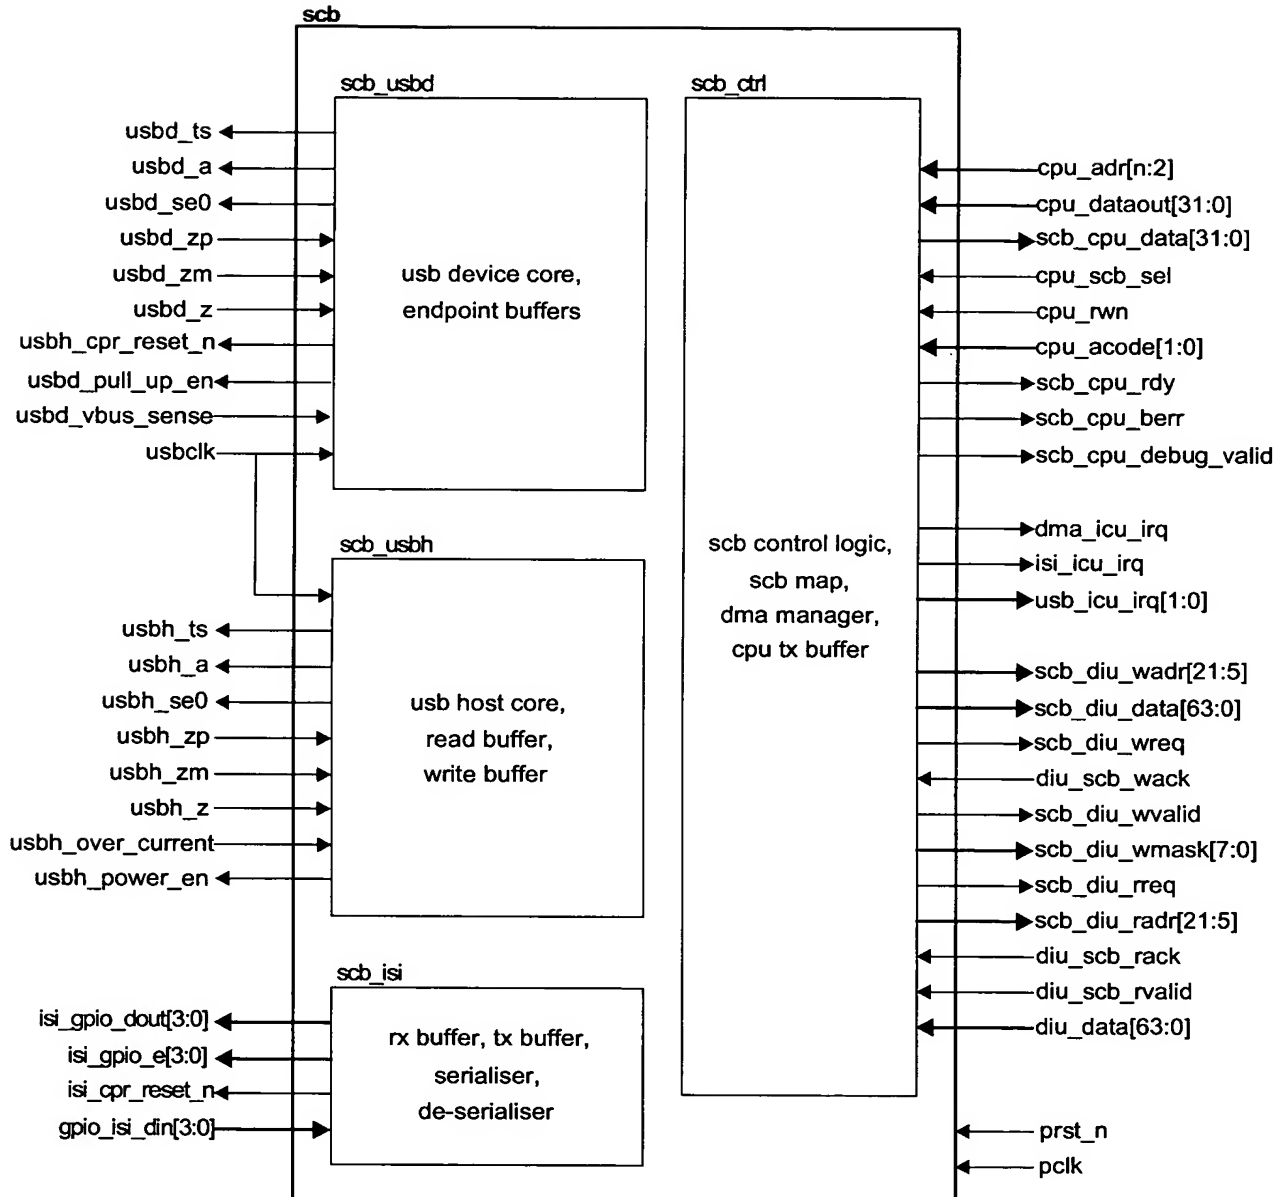 scb
scb_usbd
usbd_ts
usbd_a
usbd_se0
usbd_zp
usbd_zm
usbd_z
usbh_cpr_reset_n
usbd_pull_up_en
usbd_vbus_sense
usbclk
usb device core,
endpoint buffers
scb_usbh
usbh_ts
usbh_a
usbh_se0
usbh_zp
usbh_zm
usbh_z
usbh_over_current
usbh_power_en
usb host core,
read buffer,
write buffer
scb_isi
isi_gpio_dout[3:0]
isi_gpio_e[3:0]
isi_cpr_reset_n
gpio_isi_din[3:0]
rx buffer, tx buffer,
serialiser,
de-serialiser
scb_ctrl
scb control logic,
scb map,
dma manager,
cpu tx buffer
cpu_adr[n:2]
cpu_dataout[31:0]
scb_cpu_data[31:0]
cpu_scb_sel
cpu_rwn
cpu_acode[1:0]
scb_cpu_rdy
scb_cpu_berr
scb_cpu_debug_valid
dma_icu_irq
isi_icu_irq
usb_icu_irq[1:0]
scb_diu_wadr[21:5]
scb_diu_data[63:0]
scb_diu_wreq
diu_scb_wack
scb_diu_wvalid
scb_diu_wmask[7:0]
scb_diu_rreq
scb_diu_radr[21:5]
diu_scb_rack
diu_scb_rvalid
diu_data[63:0]
prst_n
pclk